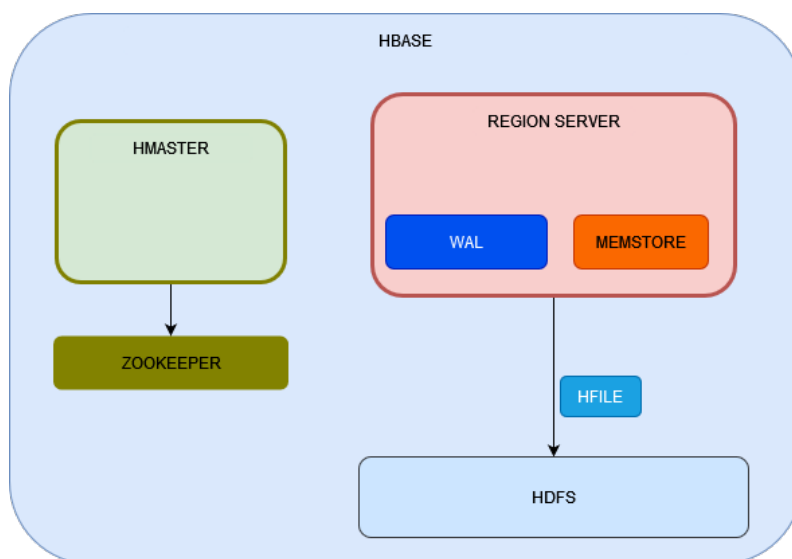 HBASE
HMASTER
REGION SERVER
WAL
MEMSTORE
ZOOKEEPER
HFILE
HDFS